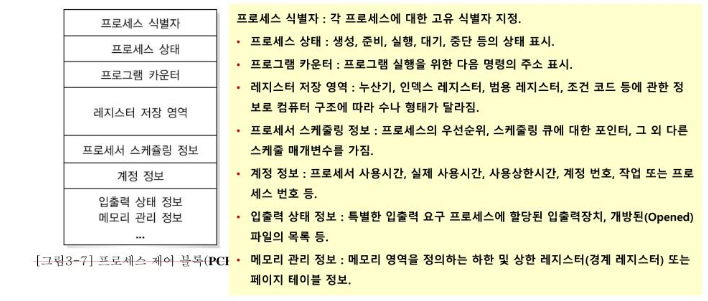 프로세스 식별자
프로세스 상태
프로그램 카운터
레지스터 저장 영역
프로세서 스케줄링 정보
계정 정보
입출력 상태 정보
메모리 관리 정보
...
[그림3-7] 프로세스 제어 블록(PCB
프로세스 식별자 : 각 프로세스에 대한 고유 식별자 지정.
• 프로세스 상태 : 생성, 준비, 실행, 대기, 중단 등의 상태 표시.
• 프로그램 카운터 : 프로그램 실행을 위한 다음 명령의 주소 표시.
• 레지스터 저장 영역 : 누산기, 인덱스 레지스터, 범용 레지스터, 조건 코드 등에 관한 정
보로 컴퓨터 구조에 따라 수나 형태가 달라짐.
• 프로세서 스케줄링 정보 : 프로세스의 우선순위, 스케줄링 큐에 대한 포인터, 그 외 다른
스케줄 매개변수를 가짐.
• 계정 정보 : 프로세서 사용시간, 실제 사용시간, 사용상한시간, 계정 번호, 작업 또는 프로
세스 번호 등.
• 입출력 상태 정보 : 특별한 입출력 요구 프로세스에 할당된 입출력장치, 개방된(Opened)
파일의 목록 등.
• 메모리 관리 정보 : 메모리 영역을 정의하는 하한 및 상한 레지스터(경계 레지스터) 또는
페이지 테이블 정보.